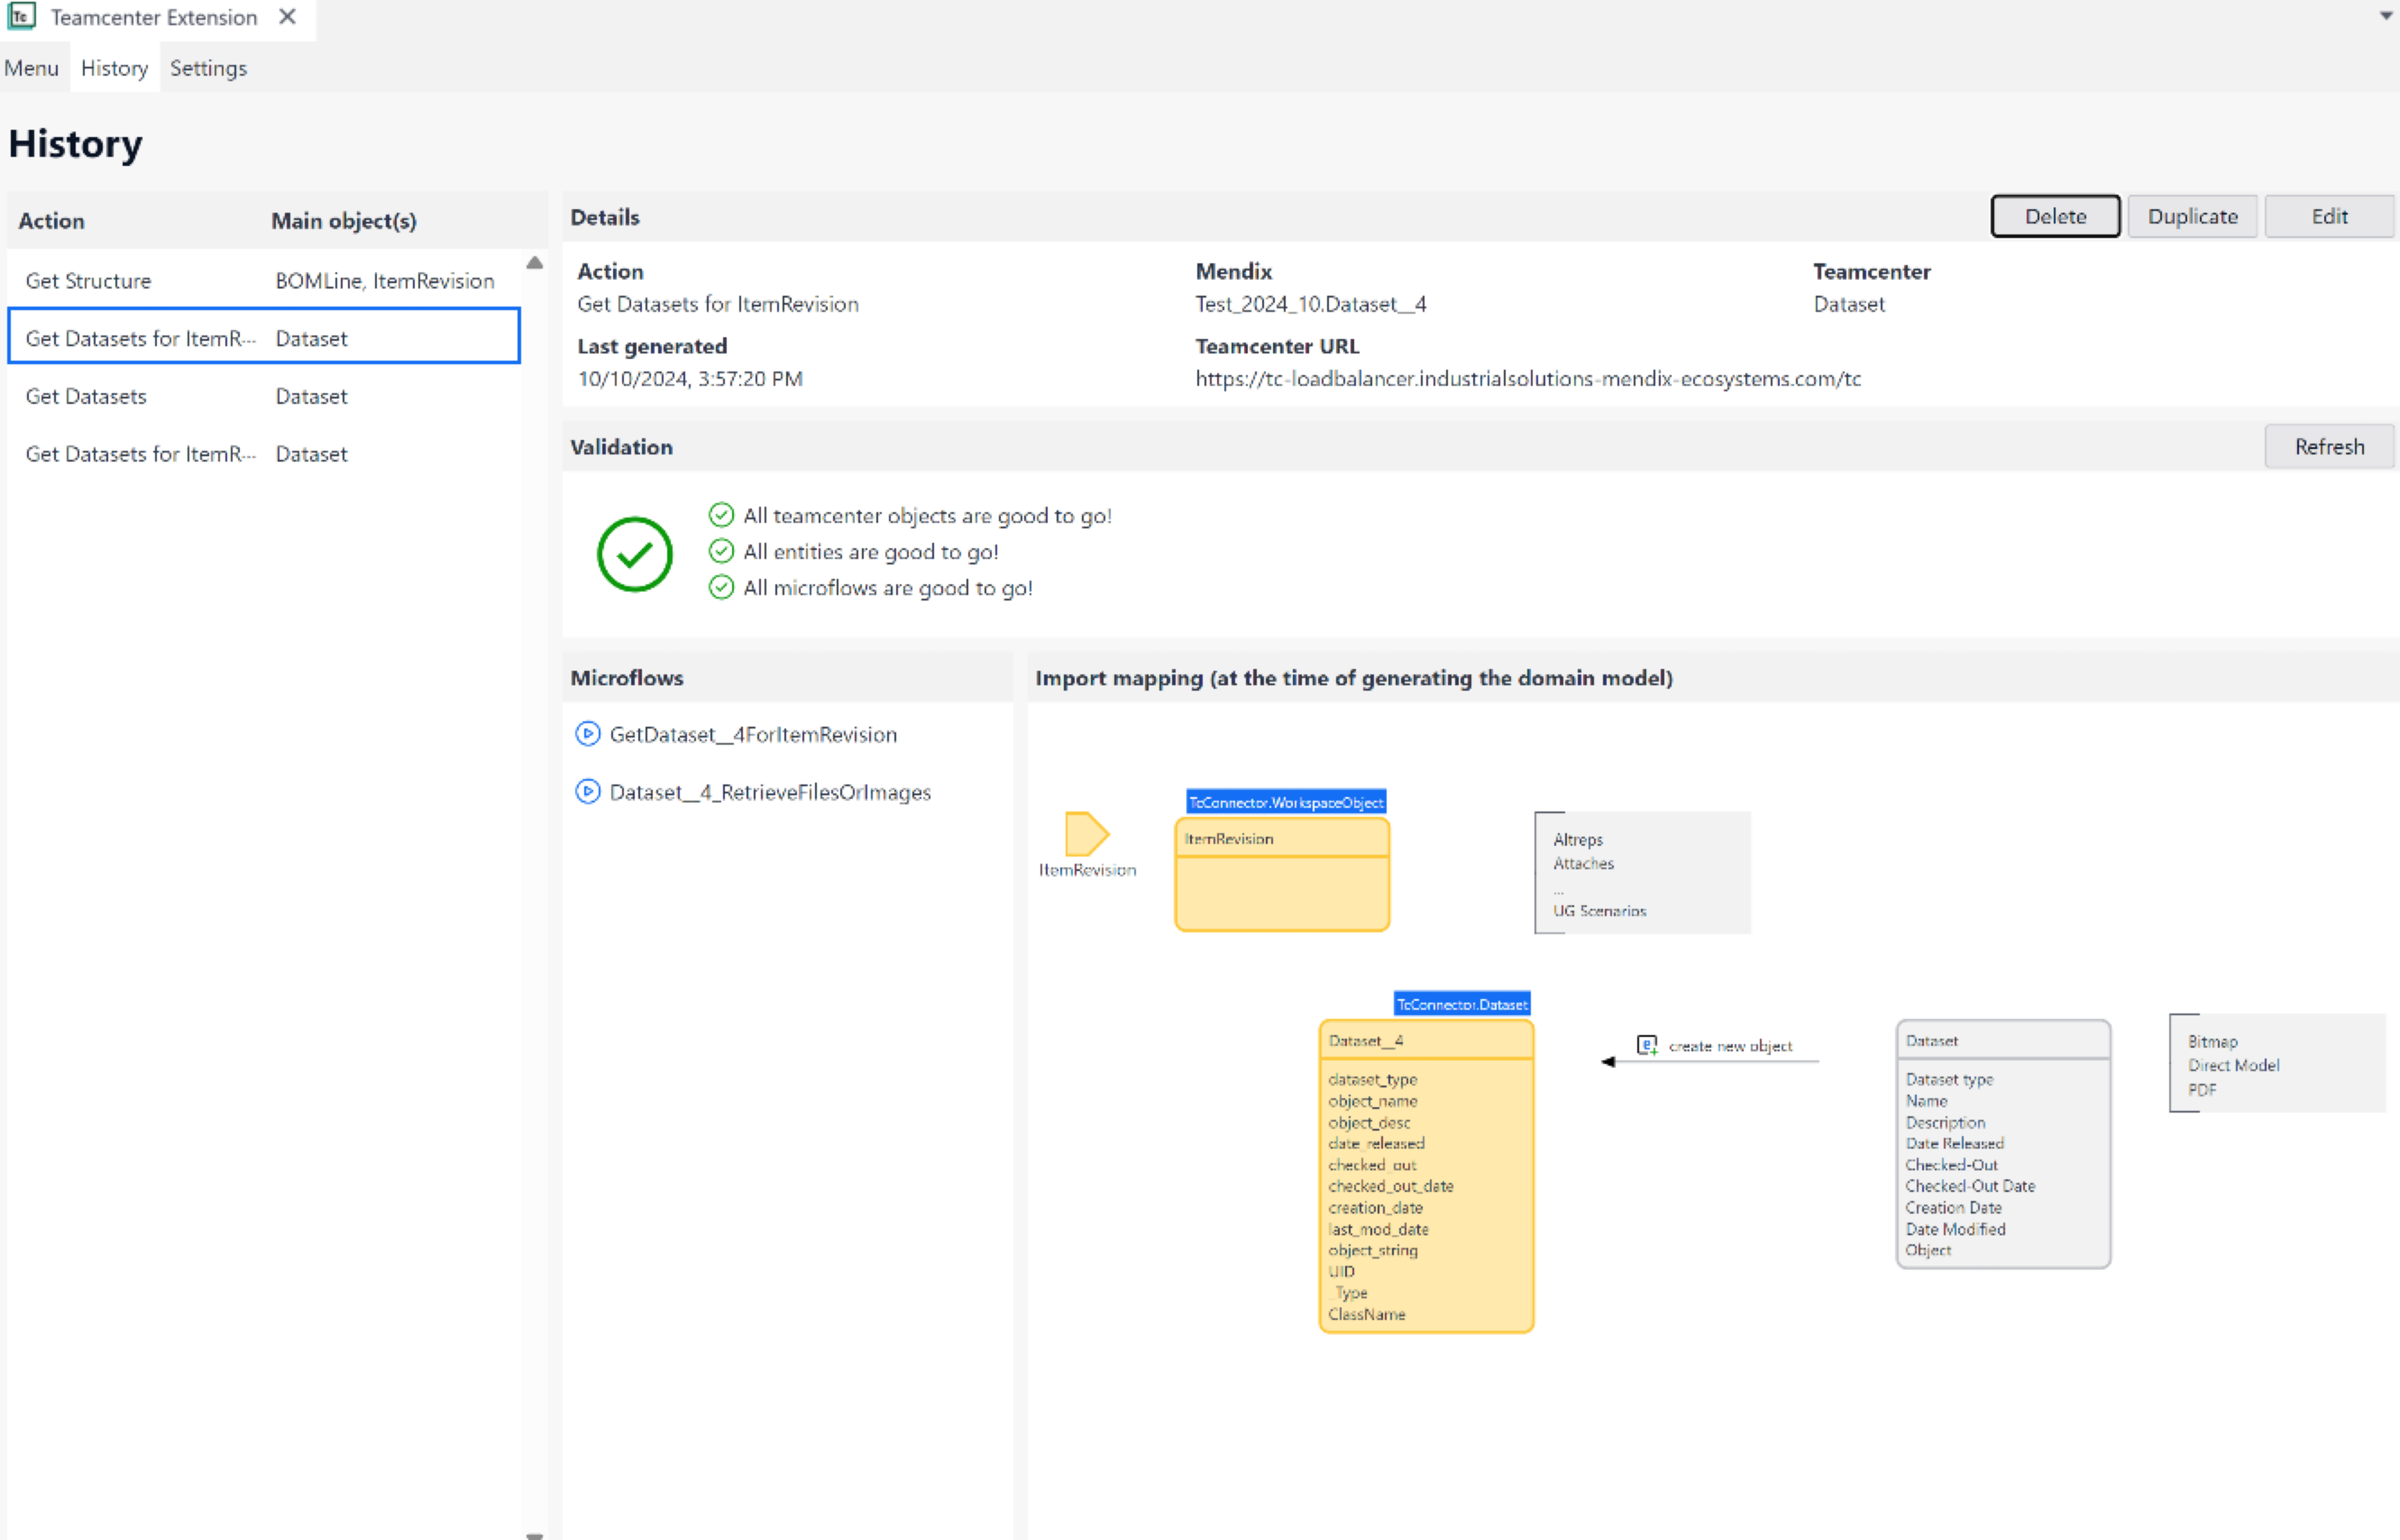 Tc Teamcenter Extension
Menu History Settings
History
Action Main object(s)
Get Structure BOMLine, ItemRevision
Get Datasets for ItemR... Dataset
Get Datasets Dataset
Get Datasets for ItemR... Dataset
Details
Delete Duplicate Edit
Action
Get Datasets for ItemRevision
Mendix
Test_2024_10.Dataset__4
Teamcenter
Dataset
Last generated
10/10/2024, 3:57:20 PM
Teamcenter URL
https://tc-loadbalancer.industrialsolutions-mendix-ecosystems.com/tc
Validation
Refresh
All teamcenter objects are good to go!
All entities are good to go!
All microflows are good to go!
Microflows
GetDataset__4ForItemRevision
Dataset__4_RetrieveFilesOrImages
Import mapping (at the time of generating the domain model)
ItemRevision
TcConnector.WorkspaceObject
ItemRevision
Altreps
Attaches
...
UG Scenarios
TcConnector.Dataset
Dataset__4
dataset_type
object_name
object_desc
date_released
checked_out
checked_out_date
creation_date
last_mod_date
object_string
UID
_Type
ClassName
create new object
Dataset
Dataset type
Name
Description
Date Released
Checked-Out
Checked-Out Date
Creation Date
Date Modified
Object
Bitmap
Direct Model
PDF